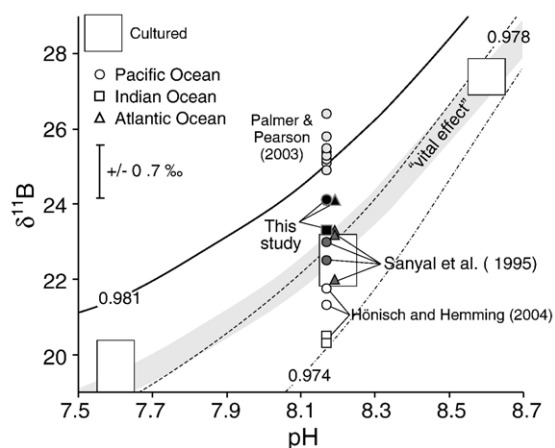 28
26
24
22
20
δ¹¹B
Cultured
Pacific Ocean
Indian Ocean
Atlantic Ocean
+/- 0 .7 ‰
Palmer &
Pearson
(2003)
0.978
"vital effect"
This
study
Sanyal et al. ( 1995)
0.981
Hönisch and Hemming (2004)
0.974
7.5 7.7 7.9 8.1 8.3 8.5 8.7
pH